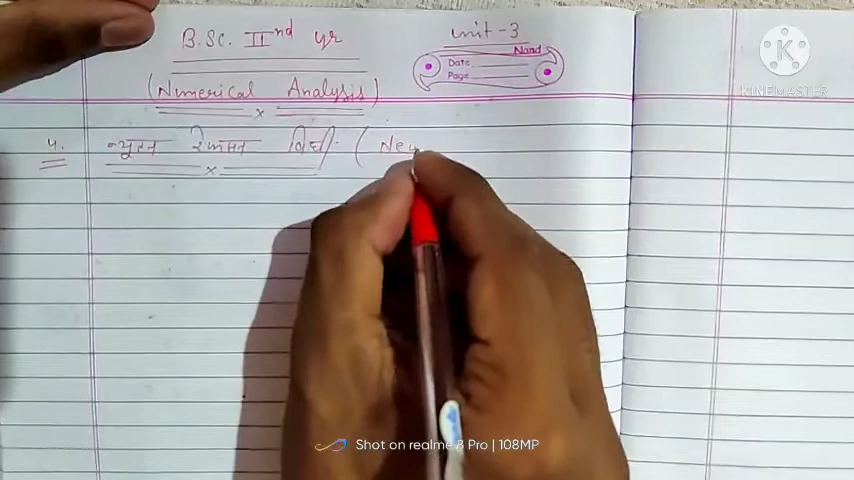 B.Sc. IInd yr
unit-3
Nand
Date
Page
(Numerical Analysis)
4. न्यूटन रेफसन विधी: (New
KINEMASTER
Shot on realme 8 Pro | 108MP